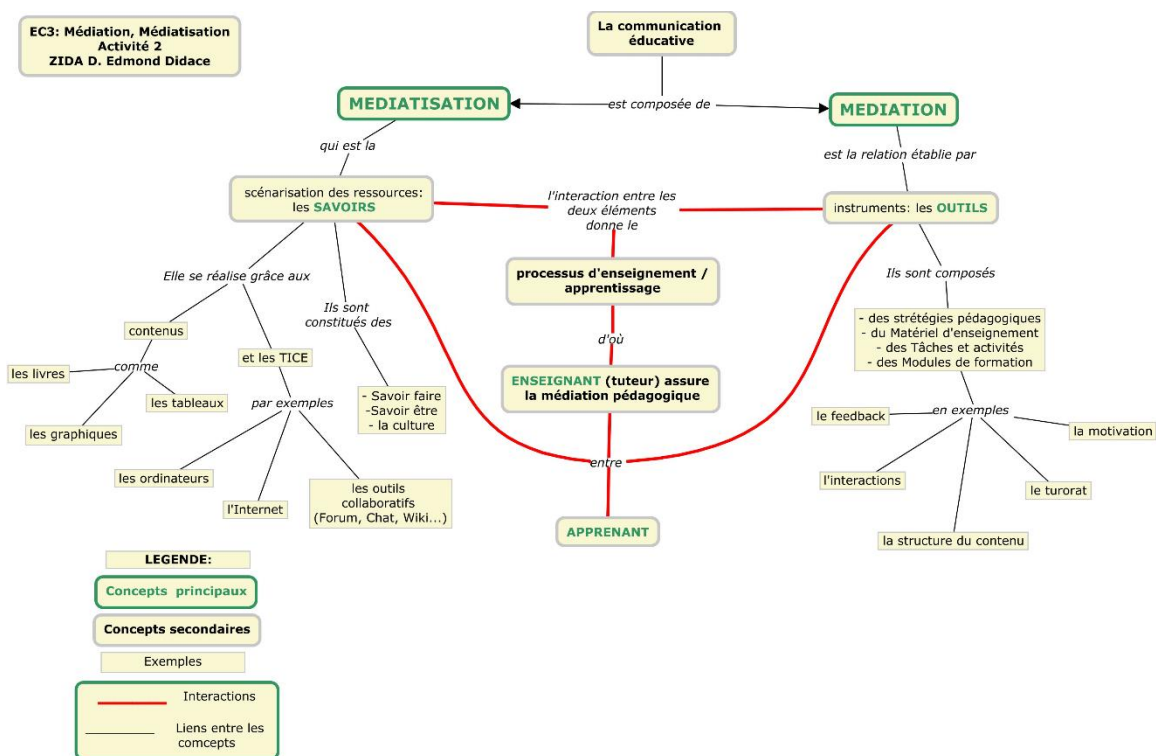 EC3: Médiation, Médiatisation
Activité 2
ZIDA D. Edmond Didace
La communication
éducative
MEDIATISATION
est composée de
MEDIATION
qui est la
est la relation établie par
scénarisation des ressources:
les SAVOIRS
l'interaction entre les
deux éléments
donne le
instruments: les OUTILS
Elle se réalise grâce aux
Ils sont
constitués des
processus d'enseignement /
apprentissage
Ils sont composés
contenus
et les TICE
d'où
- des strétégies pédagogiques
- du Matériel d'enseignement
- des Tâches et activités
- des Modules de formation
comme
les livres
les tableaux
les graphiques
par exemples
- Savoir faire
-Savoir être
- la culture
ENSEIGNANT (tuteur) assure
la médiation pédagogique
le feedback
en exemples
la motivation
les ordinateurs
l'Internet
les outils
collaboratifs
(Forum, Chat, Wiki...)
entre
l'interactions
le turorat
la structure du contenu
APPRENANT
LEGENDE:
Concepts principaux
Concepts secondaires
Exemples
Interactions
Liens entre les
comcepts